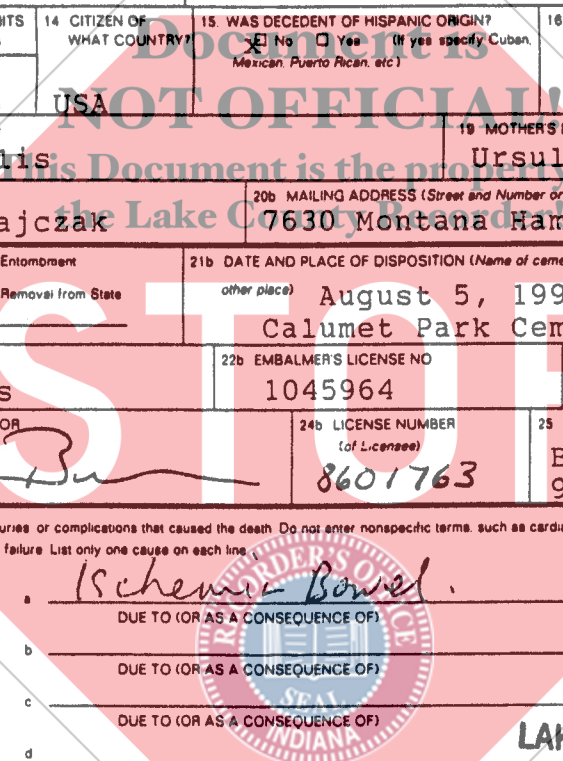 HITS
14 CITIZEN OF WHAT COUNTRY?
USA
15. WAS DECEDENT OF HISPANIC ORIGIN?
X No Yes (If yes specify Cuban, Mexican, Puerto Rican, etc)
16
Document is
NOT OFFICIAL!
This Document is the property
the Lake County Recorder!
lis
19 MOTHER'S
Ursul
ajczak
20b MAILING ADDRESS (Street and Number or
7630 Montana Ham
Entombment
Removal from State
21b DATE AND PLACE OF DISPOSITION (Name of ceme
other place)
August 5, 199
Calumet Park Cem
STOP
s
22b EMBALMER'S LICENSE NO
1045964
OR
24b LICENSE NUMBER
(of Licensee)
8601763
25
uries or complications that caused the death Do not enter nonspecific terms, such as cardia
failure List only one cause on each line
a Ischemic Bowel.
DUE TO (OR AS A CONSEQUENCE OF)
b
DUE TO (OR AS A CONSEQUENCE OF)
c
DUE TO (OR AS A CONSEQUENCE OF)
d
RECORDER'S OFFICE
SEAL
INDIANA
LAK